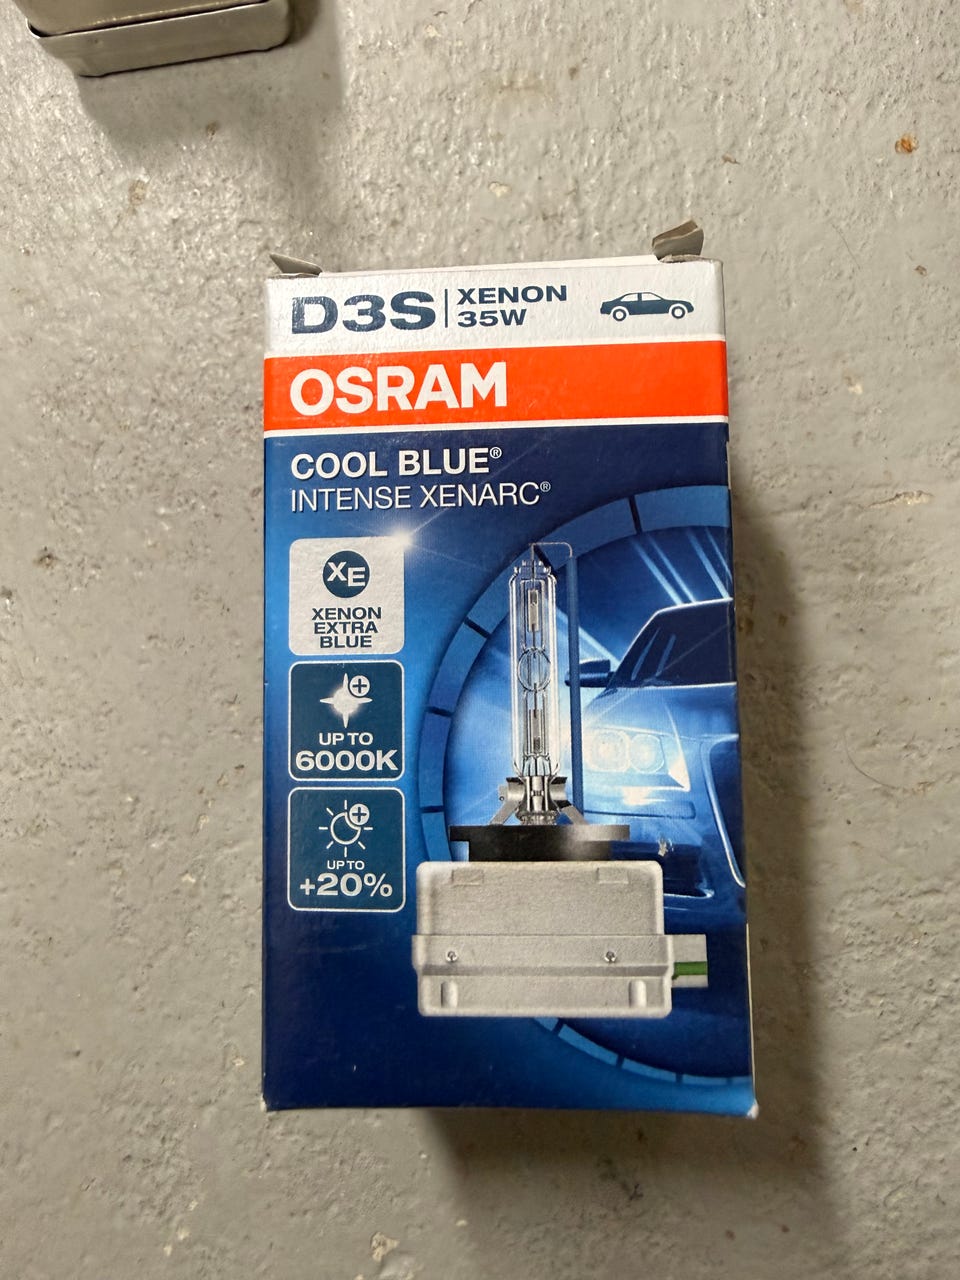 D3S
XENON
35W
OSRAM
COOL BLUE®
INTENSE XENARC®
XE
XENON
EXTRA
BLUE
UP TO
6000K
UP TO
+20%